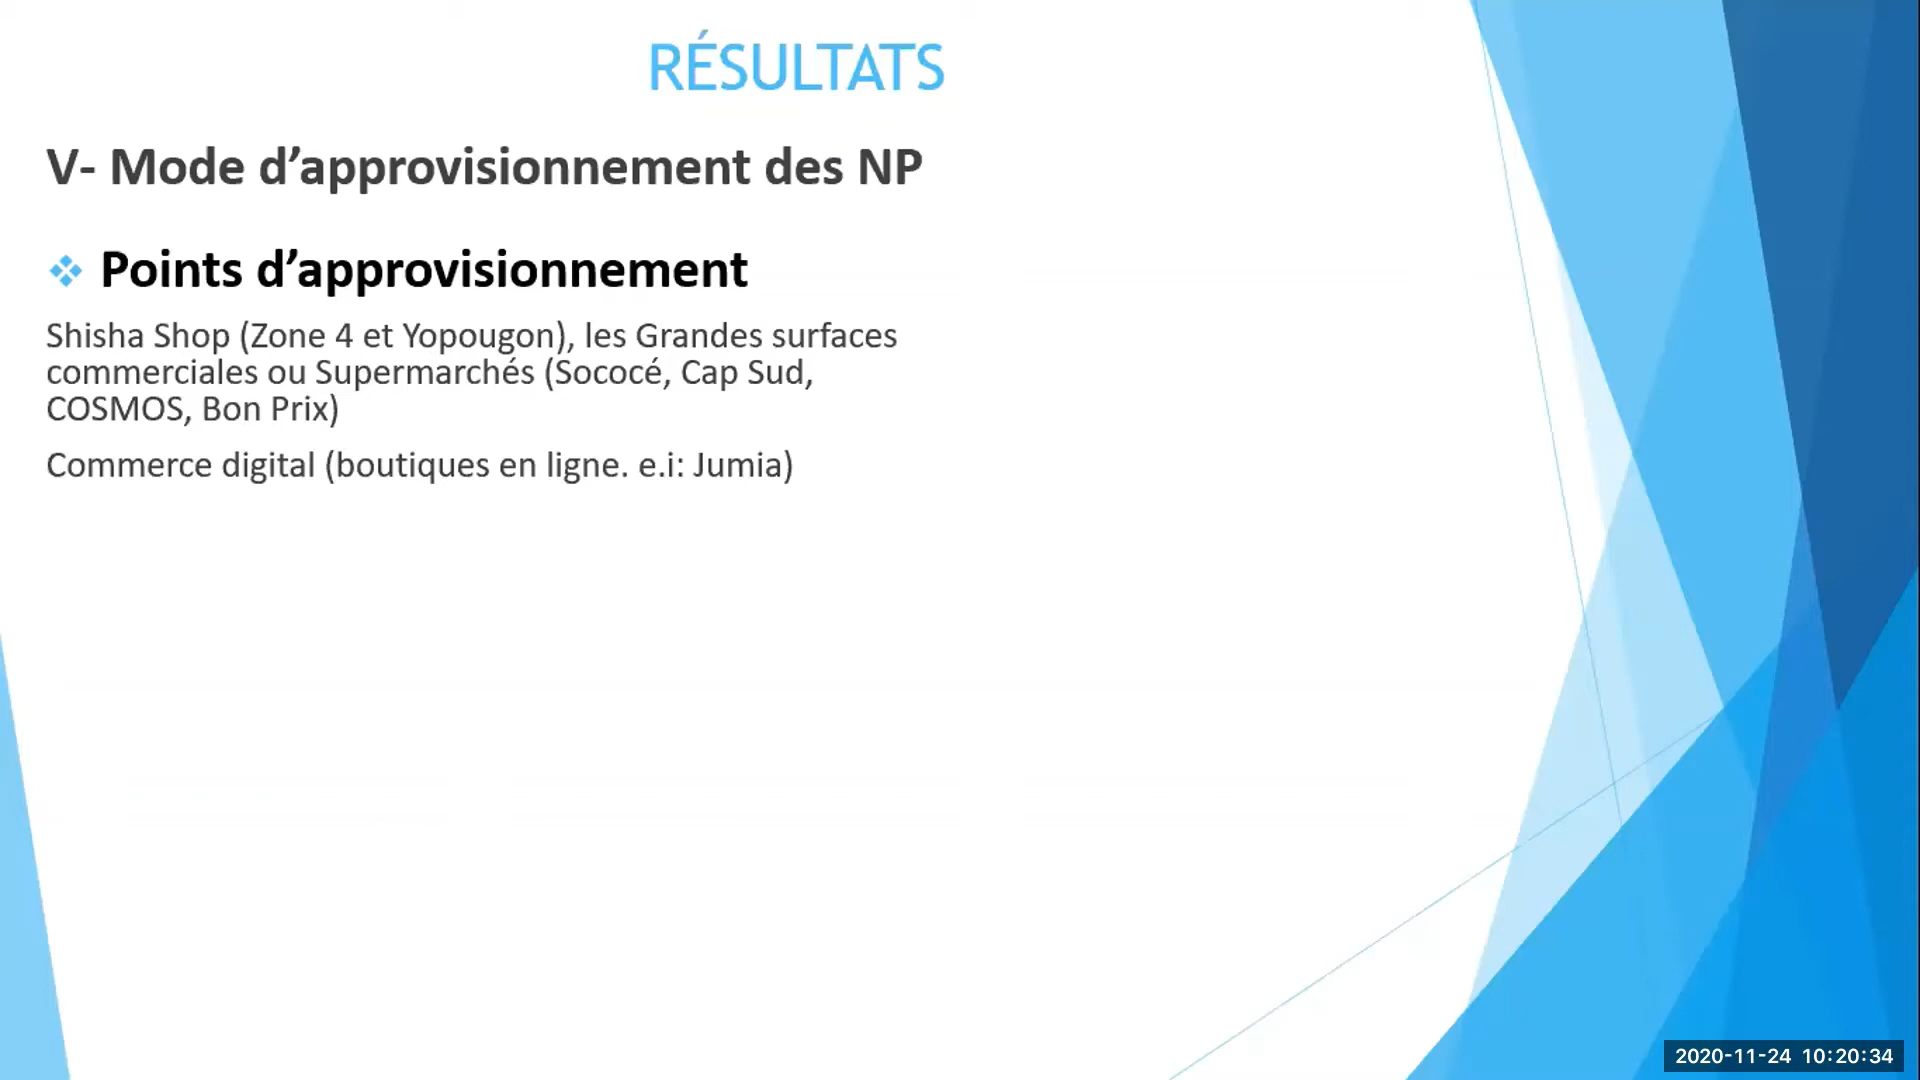 RÉSULTATS
V- Mode d’approvisionnement des NP
Points d’approvisionnement
Shisha Shop (Zone 4 et Yopougon), les Grandes surfaces
commerciales ou Supermarchés (Sococé, Cap Sud,
COSMOS, Bon Prix)
Commerce digital (boutiques en ligne. e.i: Jumia)
2020-11-24 10:20:34